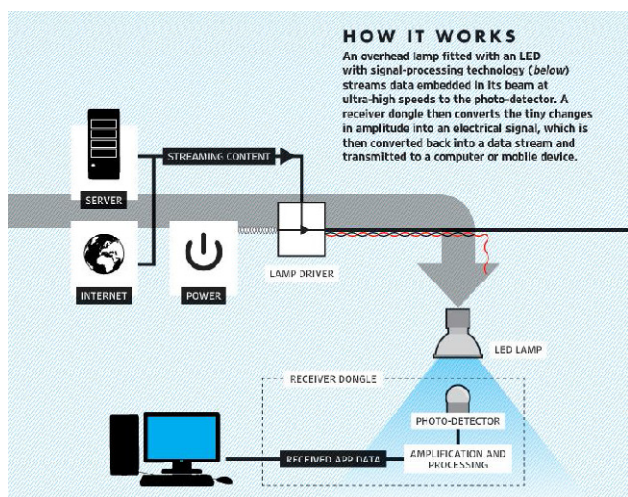 HOW IT WORKS
An overhead lamp fitted with an LED
with signal-processing technology (below)
streams data embedded in its beam at
ultra-high speeds to the photo-detector. A
receiver dongle then converts the tiny changes
in amplitude into an electrical signal, which is
then converted back into a data stream and
transmitted to a computer or mobile device.
STREAMING CONTENT
SERVER
INTERNET
POWER
LAMP DRIVER
LED LAMP
RECEIVER DONGLE
PHOTO-DETECTOR
RECEIVED APP DATA
AMPLIFICATION AND
PROCESSING